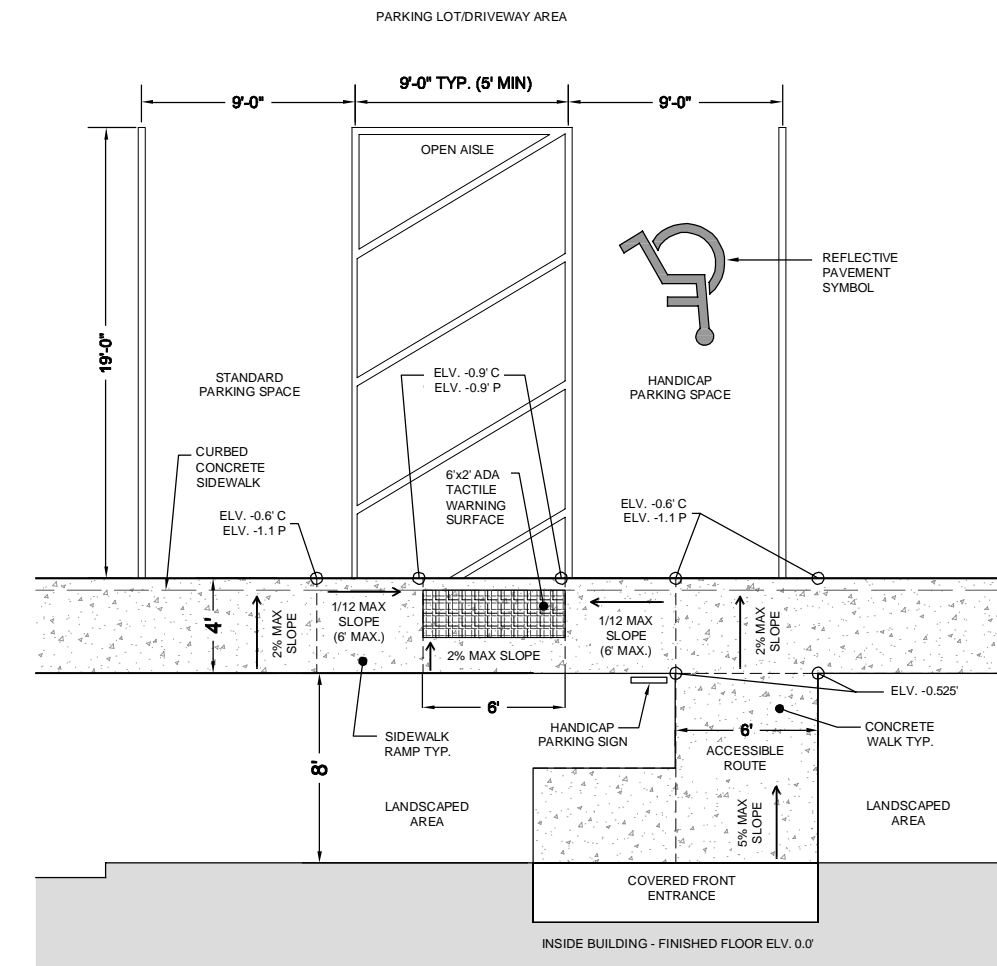 PARKING LOT/DRIVEWAY AREA
9'-0"
9'-0" TYP. (5' MIN)
9'-0"
OPEN AISLE
REFLECTIVE
PAVEMENT
SYMBOL
19'-0"
STANDARD
PARKING SPACE
ELV. -0.9' C
ELV. -0.9' P
HANDICAP
PARKING SPACE
CURBED
CONCRETE
SIDEWALK
6'x2' ADA
TACTILE
WARNING
SURFACE
ELV. -0.6' C
ELV. -1.1 P
ELV. -0.6' C
ELV. -1.1 P
4'
2% MAX
SLOPE
1/12 MAX
SLOPE
(6' MAX.)
2% MAX SLOPE
1/12 MAX
SLOPE
(6' MAX.)
2% MAX
SLOPE
ELV. -0.525'
6'
HANDICAP
PARKING SIGN
SIDEWALK
RAMP TYP.
6'
ACCESSIBLE
ROUTE
CONCRETE
WALK TYP.
8'
LANDSCAPED
AREA
5% MAX
SLOPE
LANDSCAPED
AREA
COVERED FRONT
ENTRANCE
INSIDE BUILDING - FINISHED FLOOR ELV. 0.0'